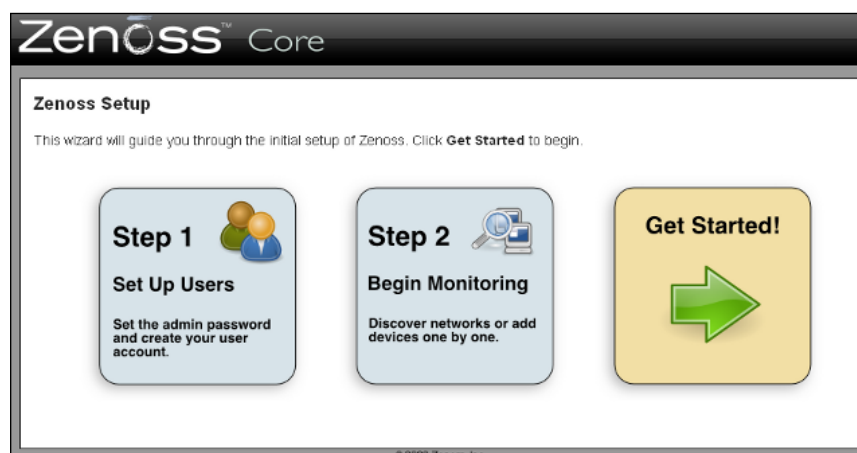 Zenoss™ Core
Zenoss Setup
This wizard will guide you through the initial setup of Zenoss. Click Get Started to begin.
Step 1
Set Up Users
Set the admin password
and create your user
account.
Step 2
Begin Monitoring
Discover networks or add
devices one by one.
Get Started!